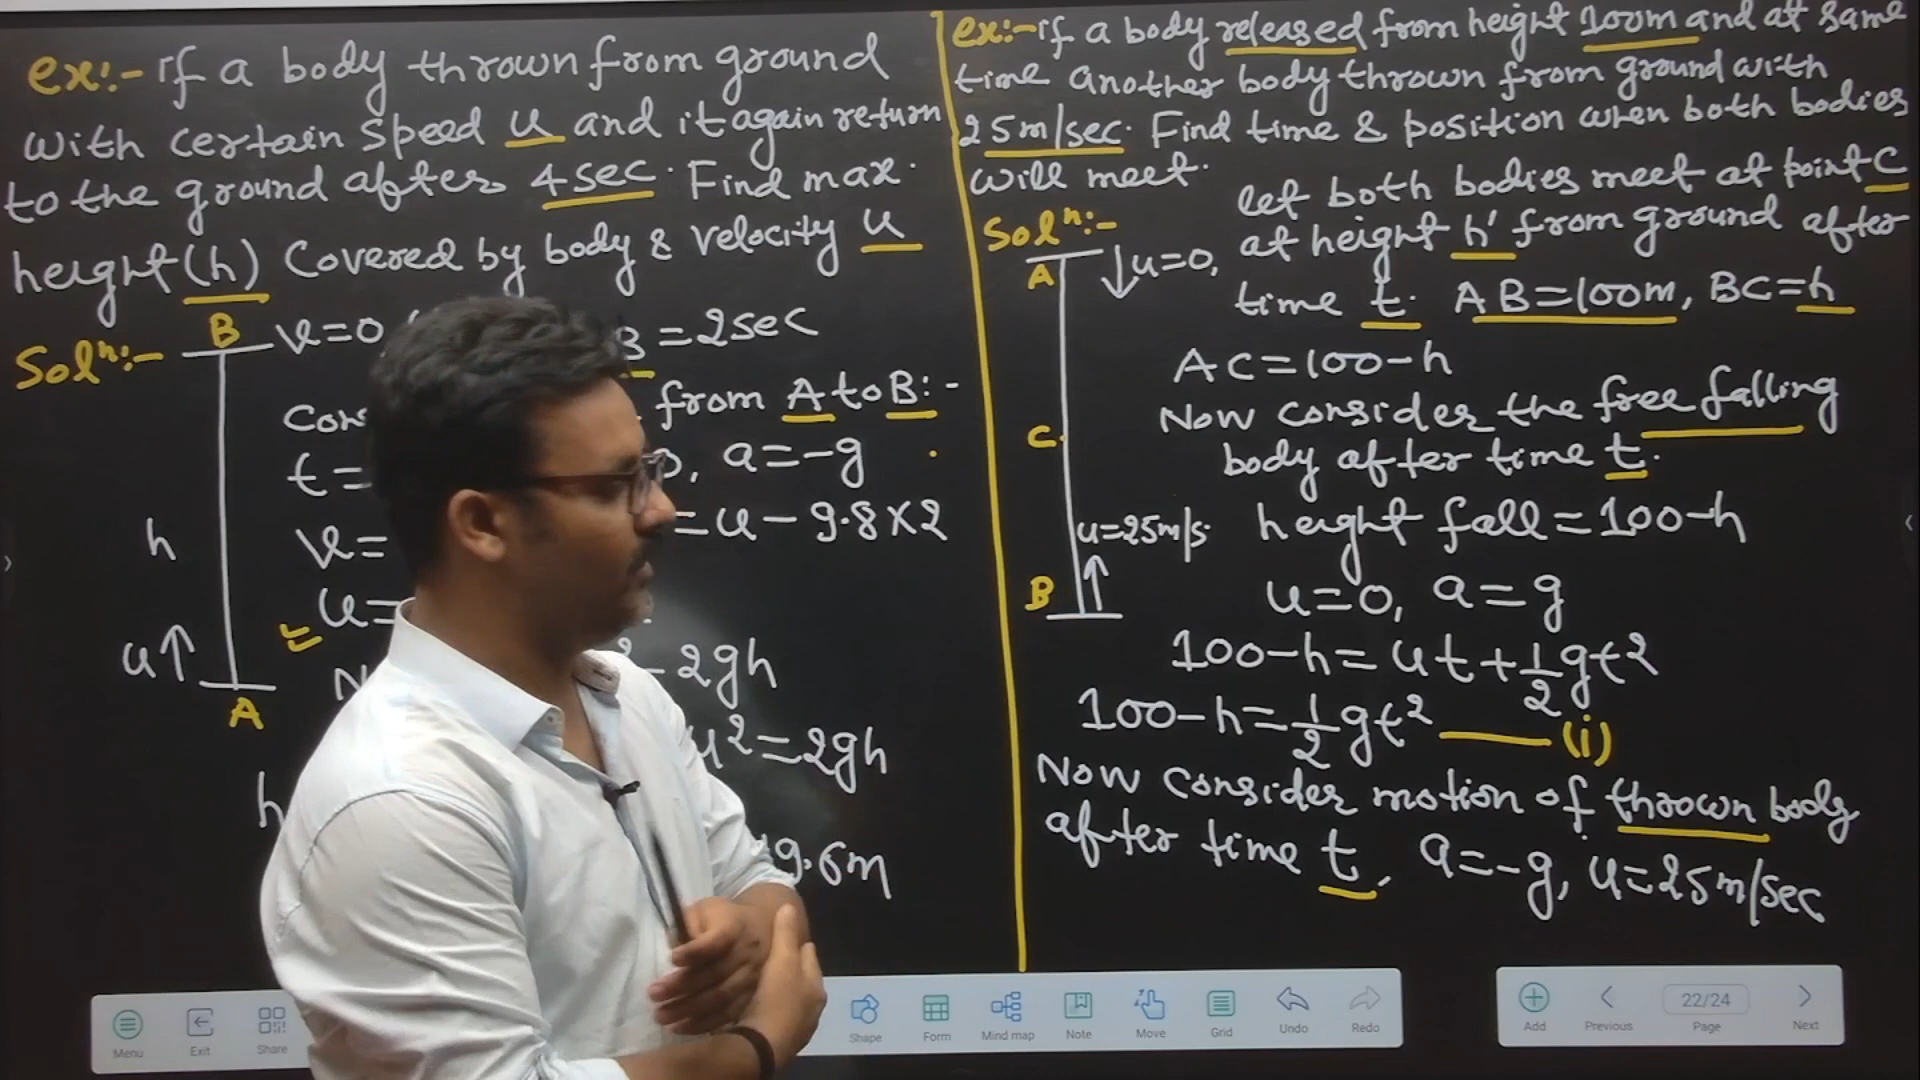 ex:- If a body thrown from ground
with certain speed u and it again return
to the ground after 4 sec. Find max.
height (h) Covered by body & velocity u
Soln:-
B
v=0
B = 2 sec
from A to B:-
t=
0, a=-g
v=
=u-9.8×2
h
u=
u↑
2-2gh
A
u2=2gh
h
9.6m
ex:- if a body released from height 100m and at same
time another body thrown from ground with
25m/sec. Find time & position when both bodies
will meet.
let both bodies meet at point C
Soln:-
at height h' from ground after
A
↓u=0,
time t. AB=100m, BC=h
AC=100-h
Now consider the free falling
C
body after time t.
u=25m/s.
height fall=100-h
B
↑
u=0, a=g
100-h=ut+1/2gt2
100-h=1/2gt2 — (i)
Now consider motion of thrown body
after time t, a=-g, u=25m/sec
Menu
Exit
Share
Shape
Form
Mind map
Note
Move
Grid
Undo
Redo
Add
Previous
22/24
Page
Next